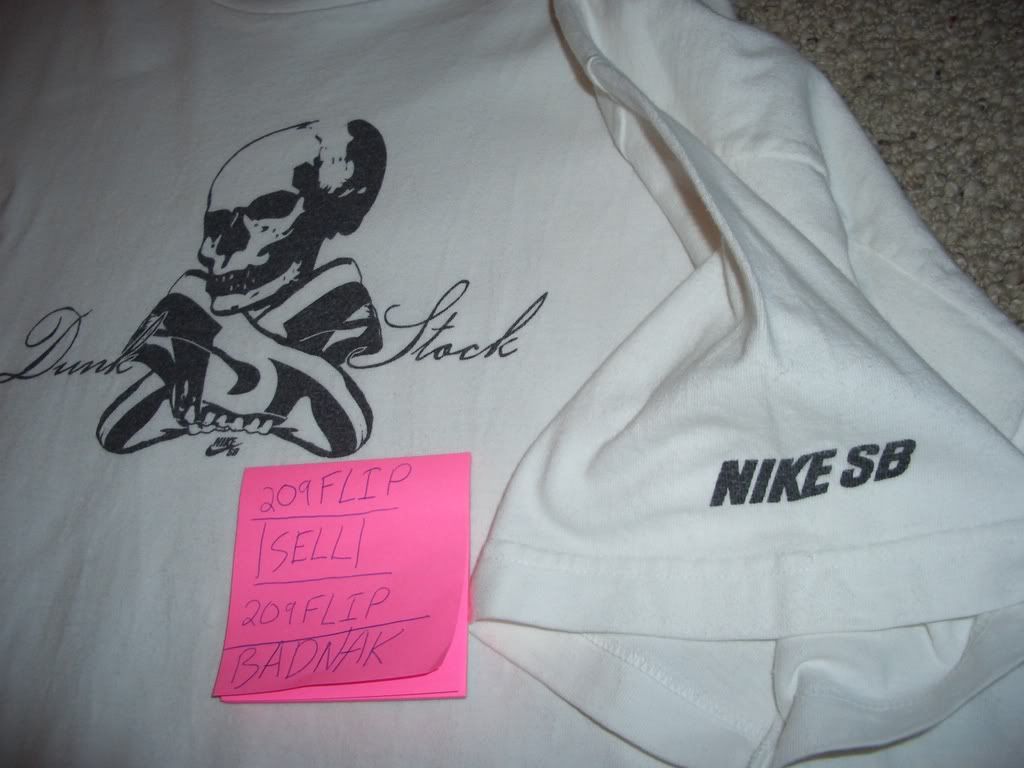 Dunk Stock
NIKE
SB
NIKE SB
209FLIP
SELL
209FLIP
BADNAK